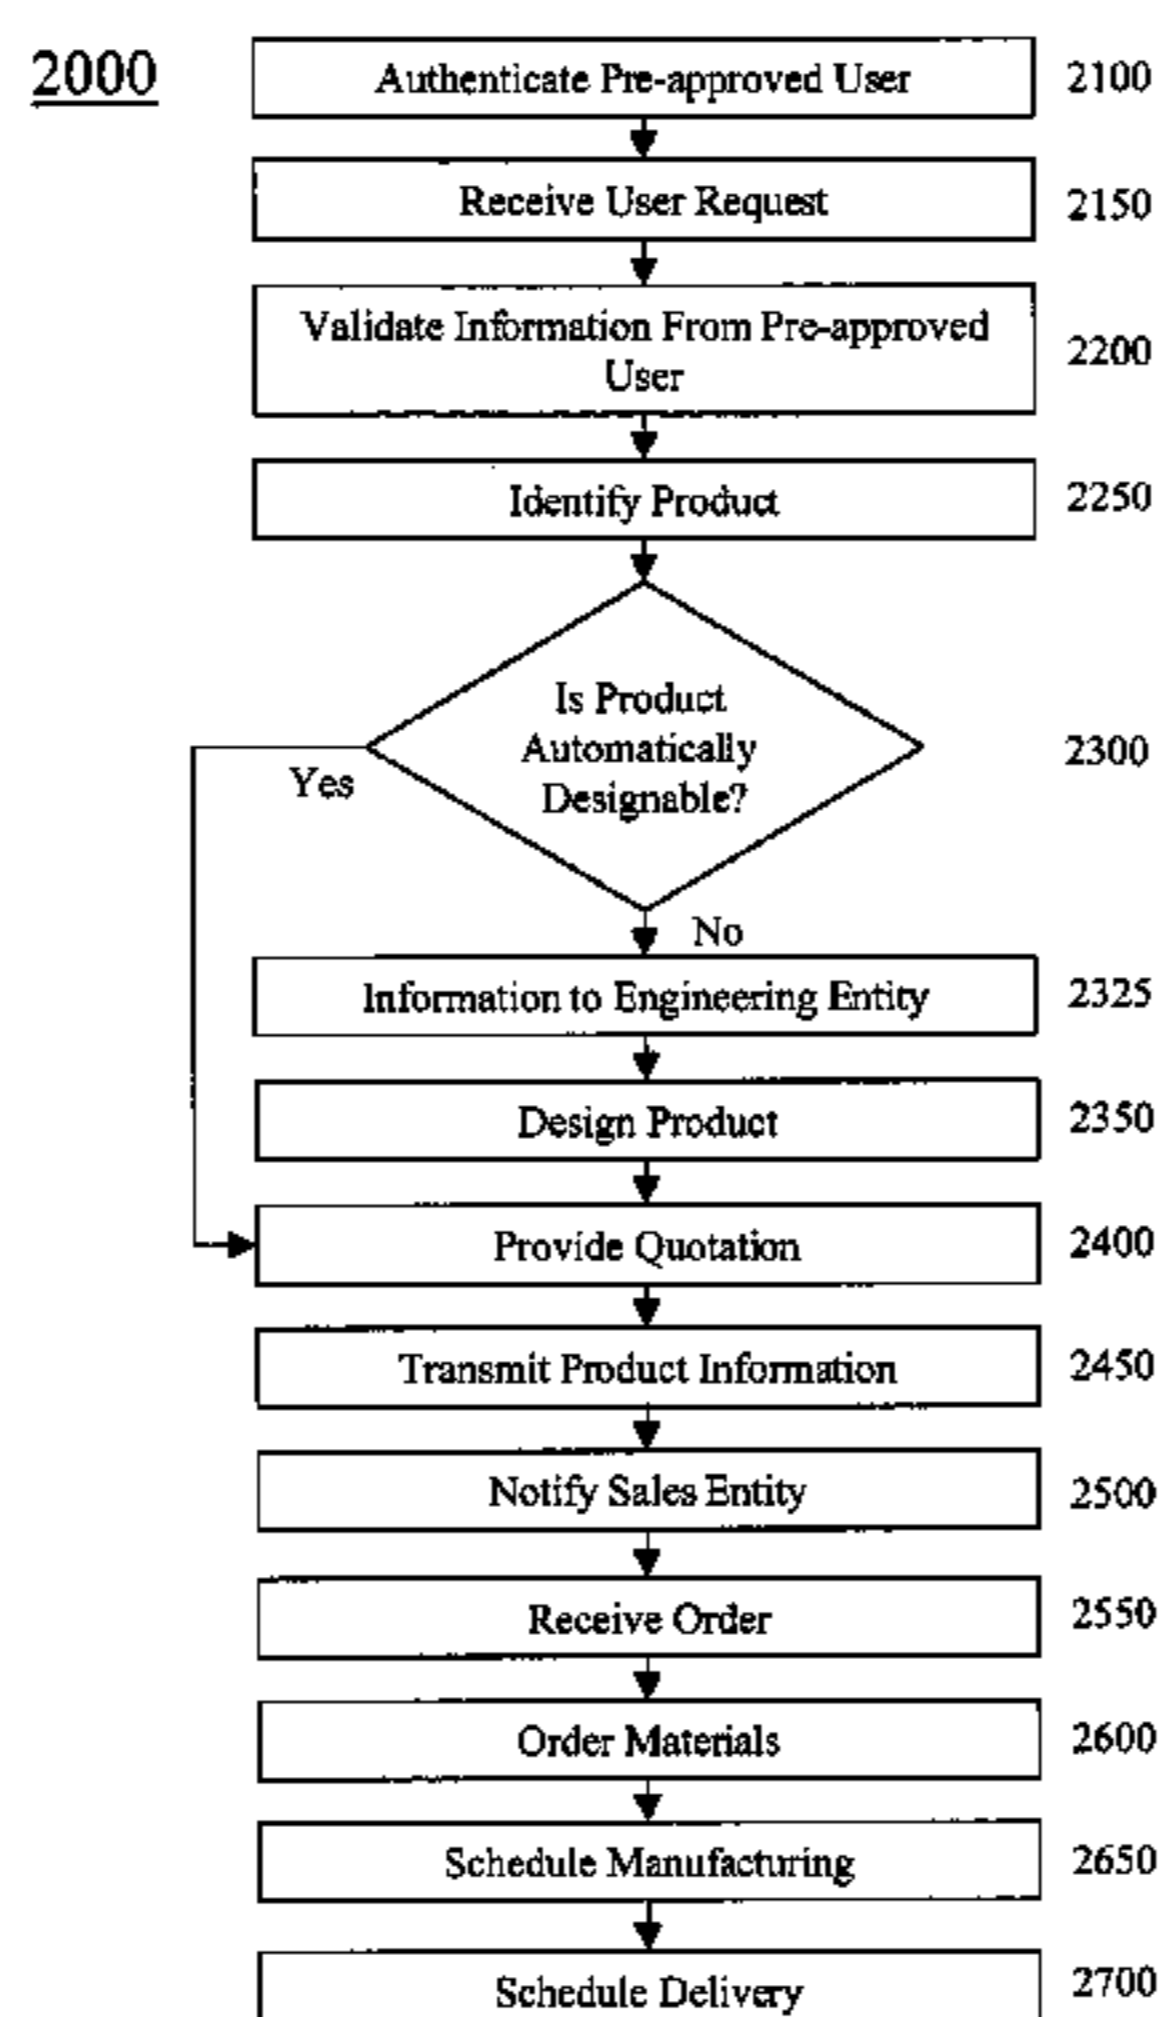 2000
Authenticate Pre-approved User 2100
Receive User Request 2150
Validate Information From Pre-approved
User
2200
Identify Product 2250
Is Product
Automatically
Designable?
2300
Yes
No
Information to Engineering Entity 2325
Design Product 2350
Provide Quotation 2400
Transmit Product Information 2450
Notify Sales Entity 2500
Receive Order 2550
Order Materials 2600
Schedule Manufacturing 2650
Schedule Delivery 2700